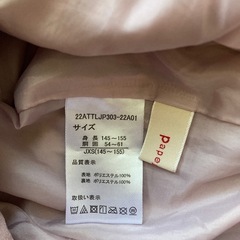 22ATTLJP303-22A01
サイズ
身 長 145～155
胴 囲 54～61
JXS(145～155)
品質表示
表地 ポリエステル100%
裏地 ポリエステル100%
取扱い表示
Pape